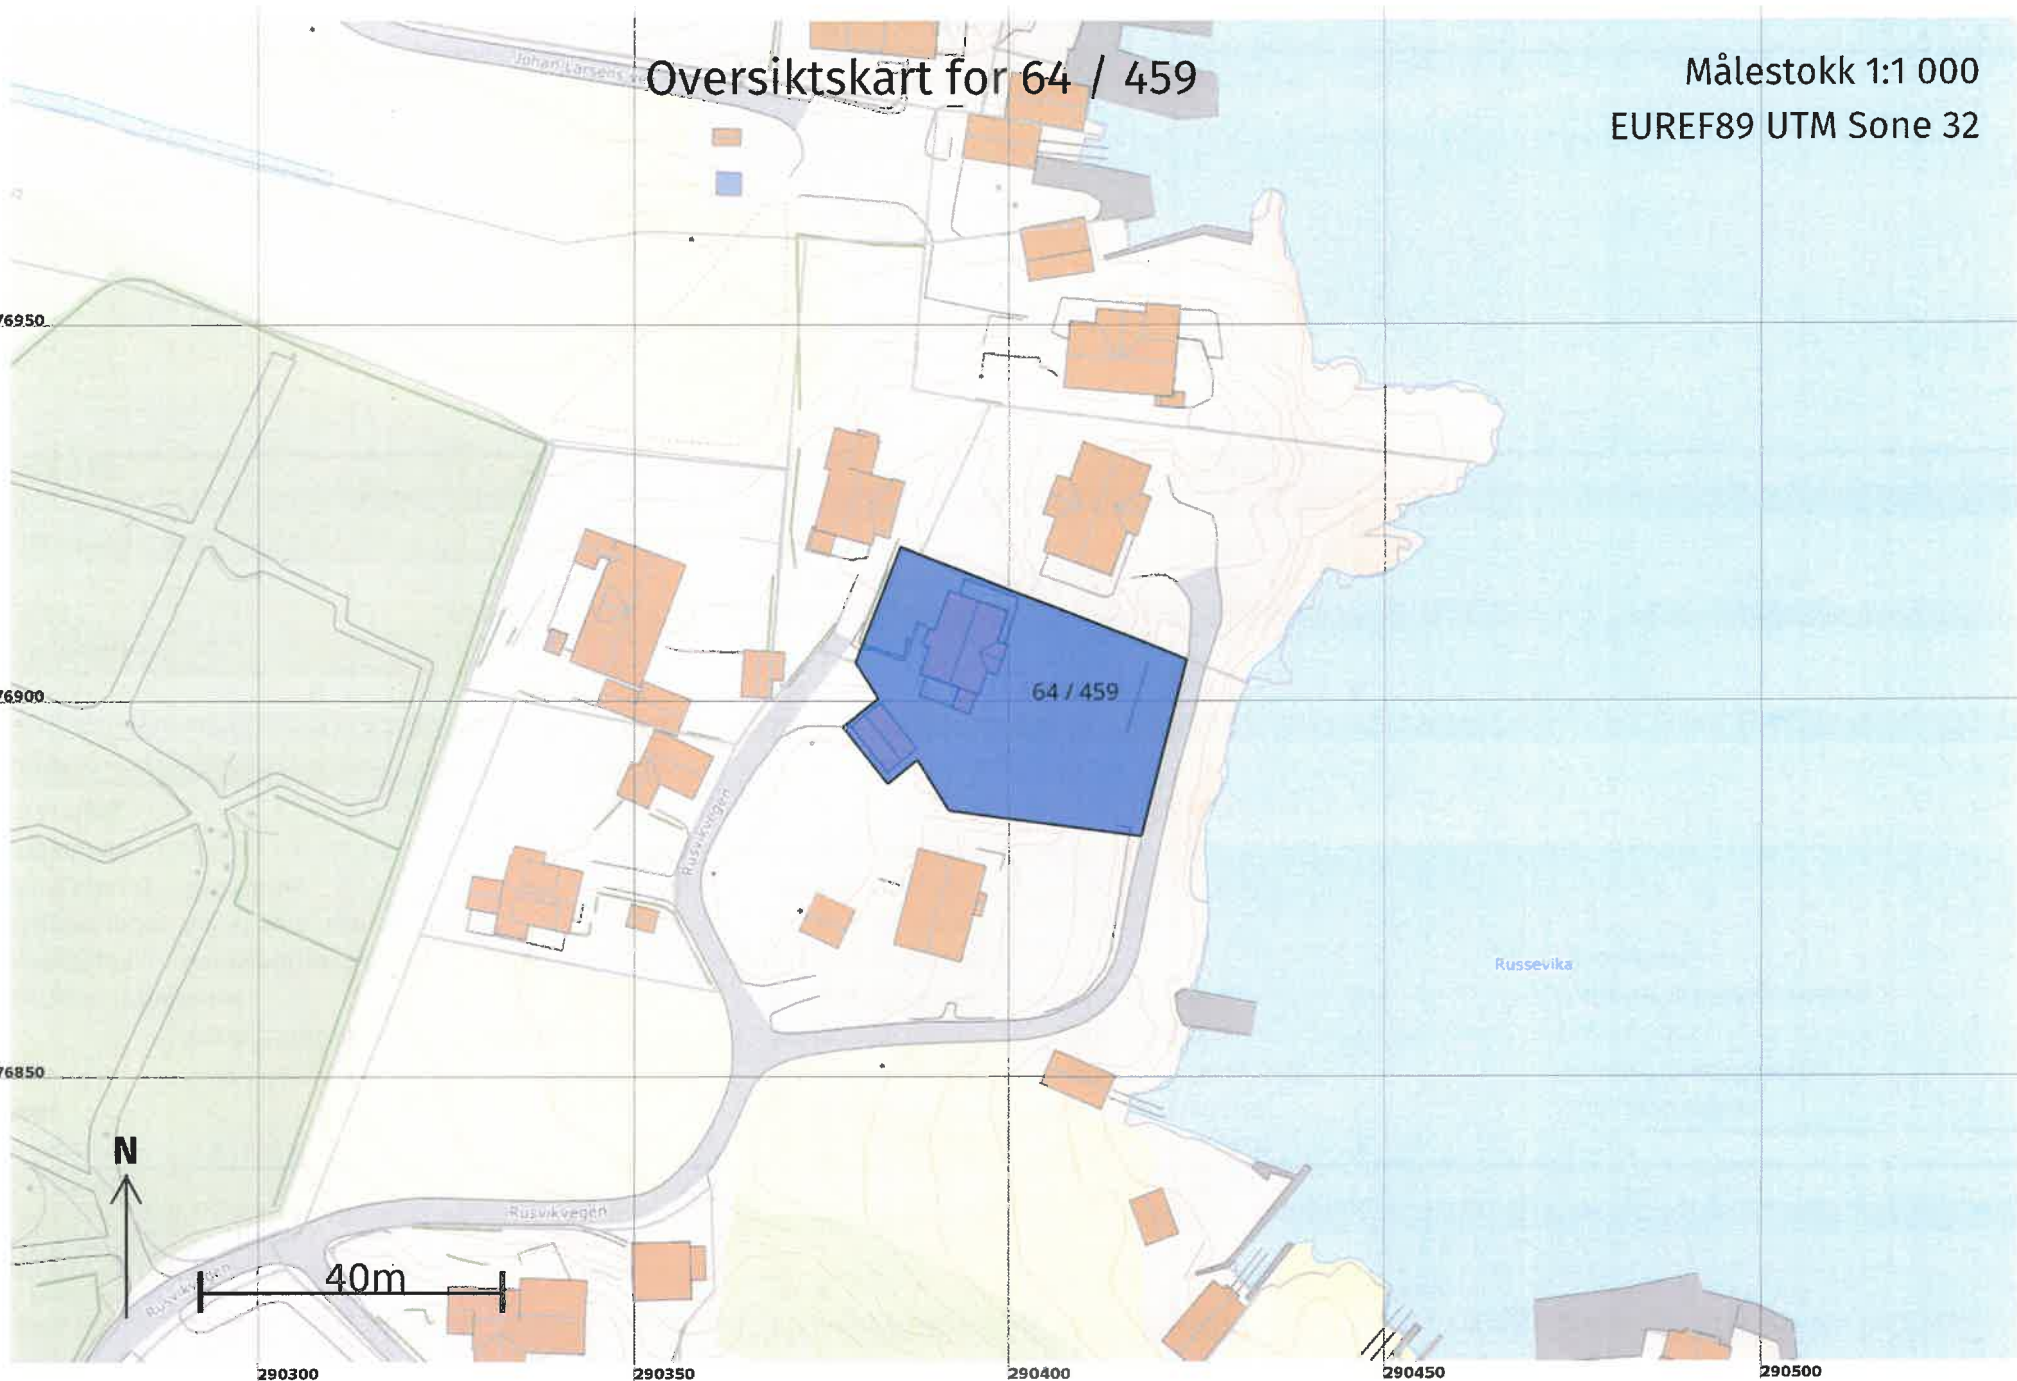 Johan Larsens ve
Oversiktskart for 64 / 459
Målestokk 1:1 000
EUREF89 UTM Sone 32
76950
76900
64 / 459
Rusvikvegen
Russevika
76850
N
Rusvikvegen
Rusvikvegen
40m
290300
290350
290400
290450
290500